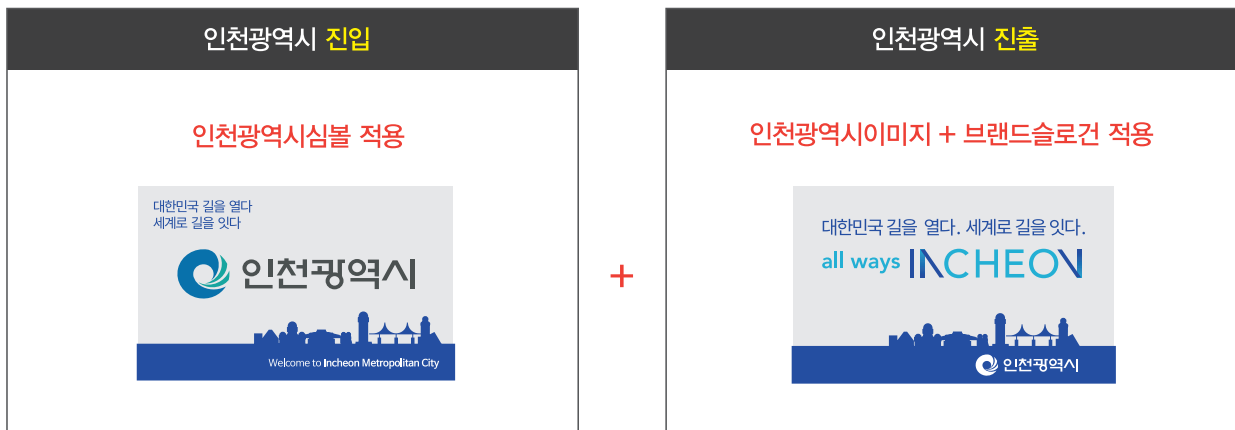 인천광역시 진입
인천광역시심볼 적용
대한민국 길을 열다
세계로 길을 잇다
인천광역시
Welcome to Incheon Metropolitan City
+
인천광역시 진출
인천광역시이미지 + 브랜드슬로건 적용
대한민국 길을 열다. 세계로 길을 잇다.
all ways INCHEON
인천광역시